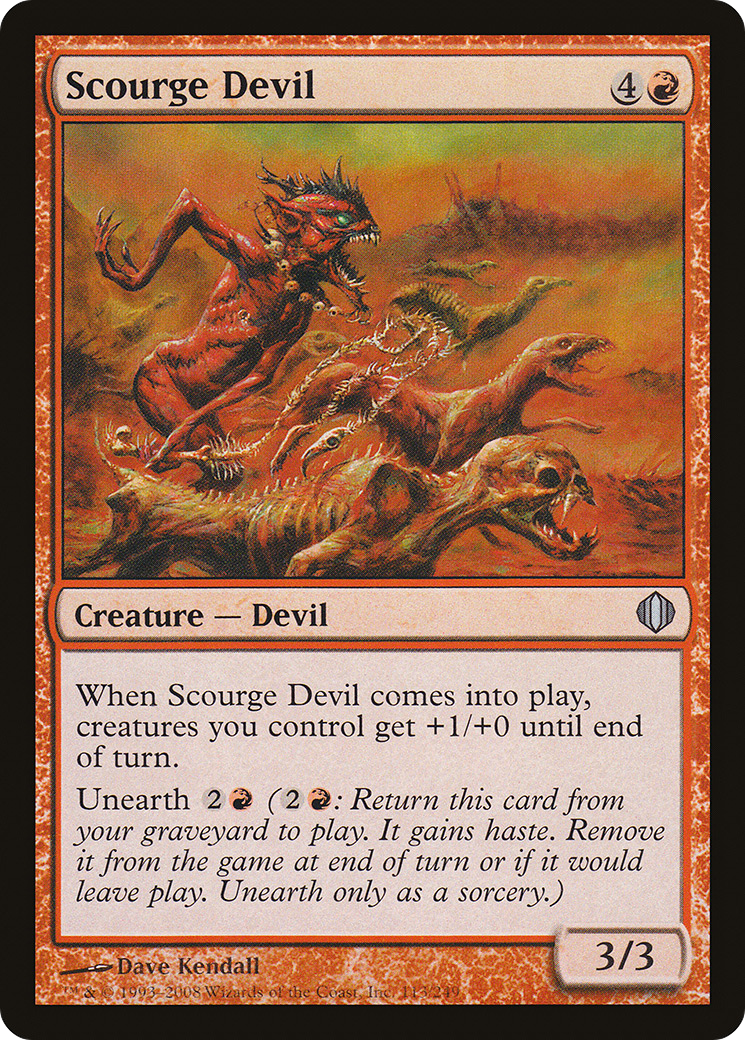 Scourge Devil 4
Creature — Devil
When Scourge Devil comes into play,
creatures you control get +1/+0 until end
of turn.
Unearth 2 (2: Return this card from
your graveyard to play. It gains haste. Remove
it from the game at end of turn or if it would
leave play. Unearth only as a sorcery.)
3/3
Dave Kendall
™ & © 1993–2008 Wizards of the Coast, Inc. 113/249